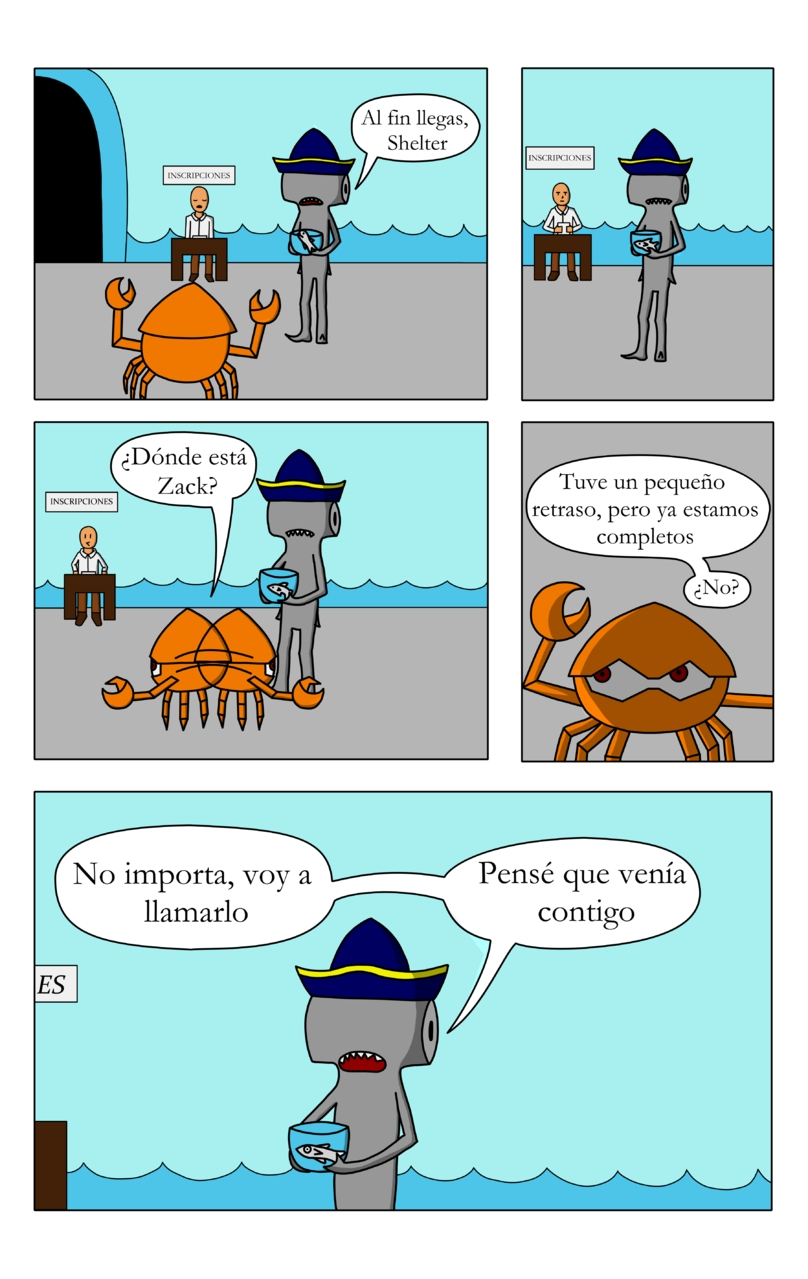 INSCRIPCIONES
Al fin llegas,
Shelter
INSCRIPCIONES
INSCRIPCIONES
¿Dónde está
Zack?
Tuve un pequeño
retraso, pero ya estamos
completos
¿No?
No importa, voy a
llamarlo
Pensé que venía
contigo
ES